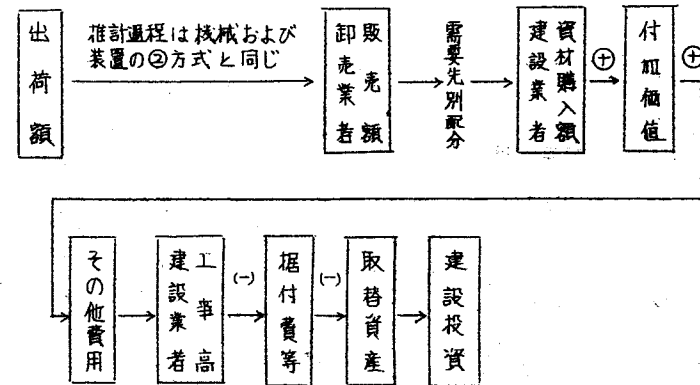 出荷額
推計過程は機械および
装置の②方式と同じ
卸売業者
販売額
需要先別配分
建設業者
資材購入額
(+)
付加価値
(+)
その他費用
建設業者
工事高
(-)
据付費等
(-)
取替資産
建設投資